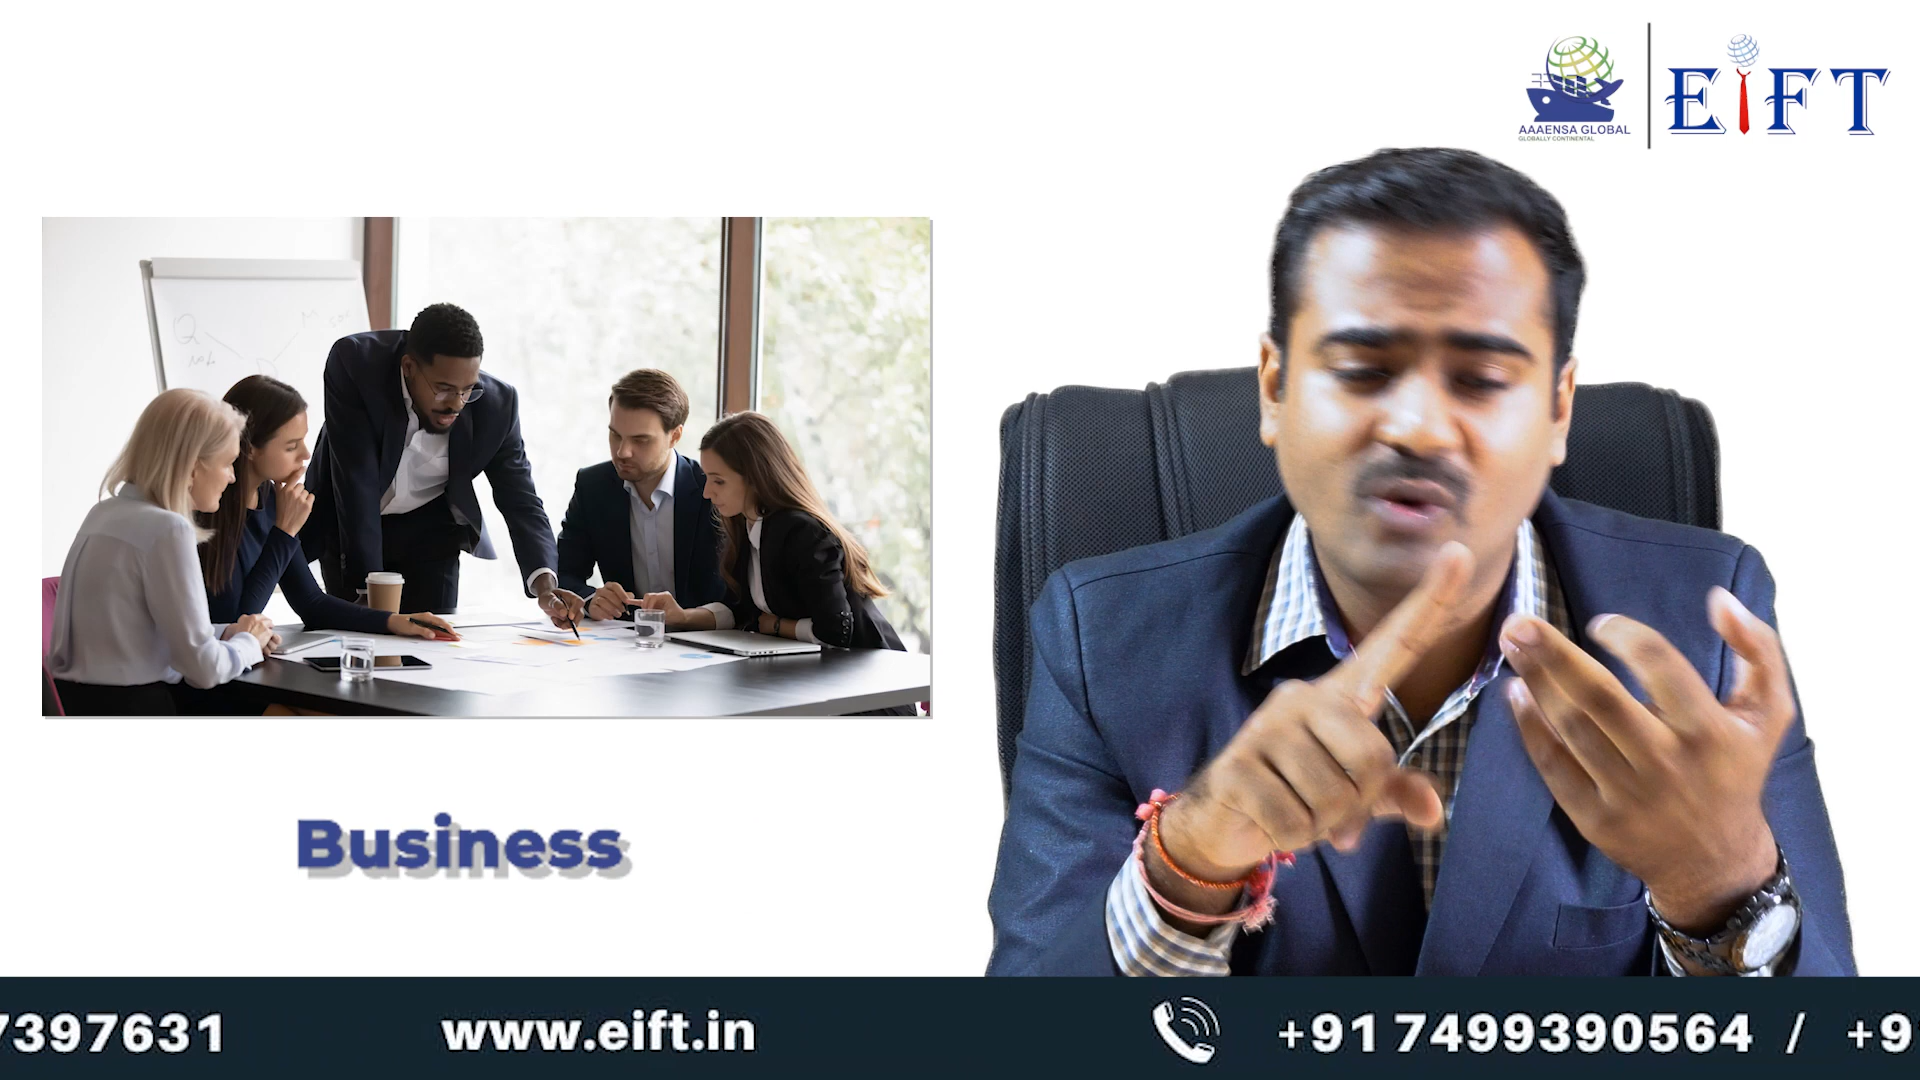 AAAENSA GLOBAL
GLOBALLY CONTINENTAL
EiFT
Business
7397631 www.eift.in +91 7499390564 / +9